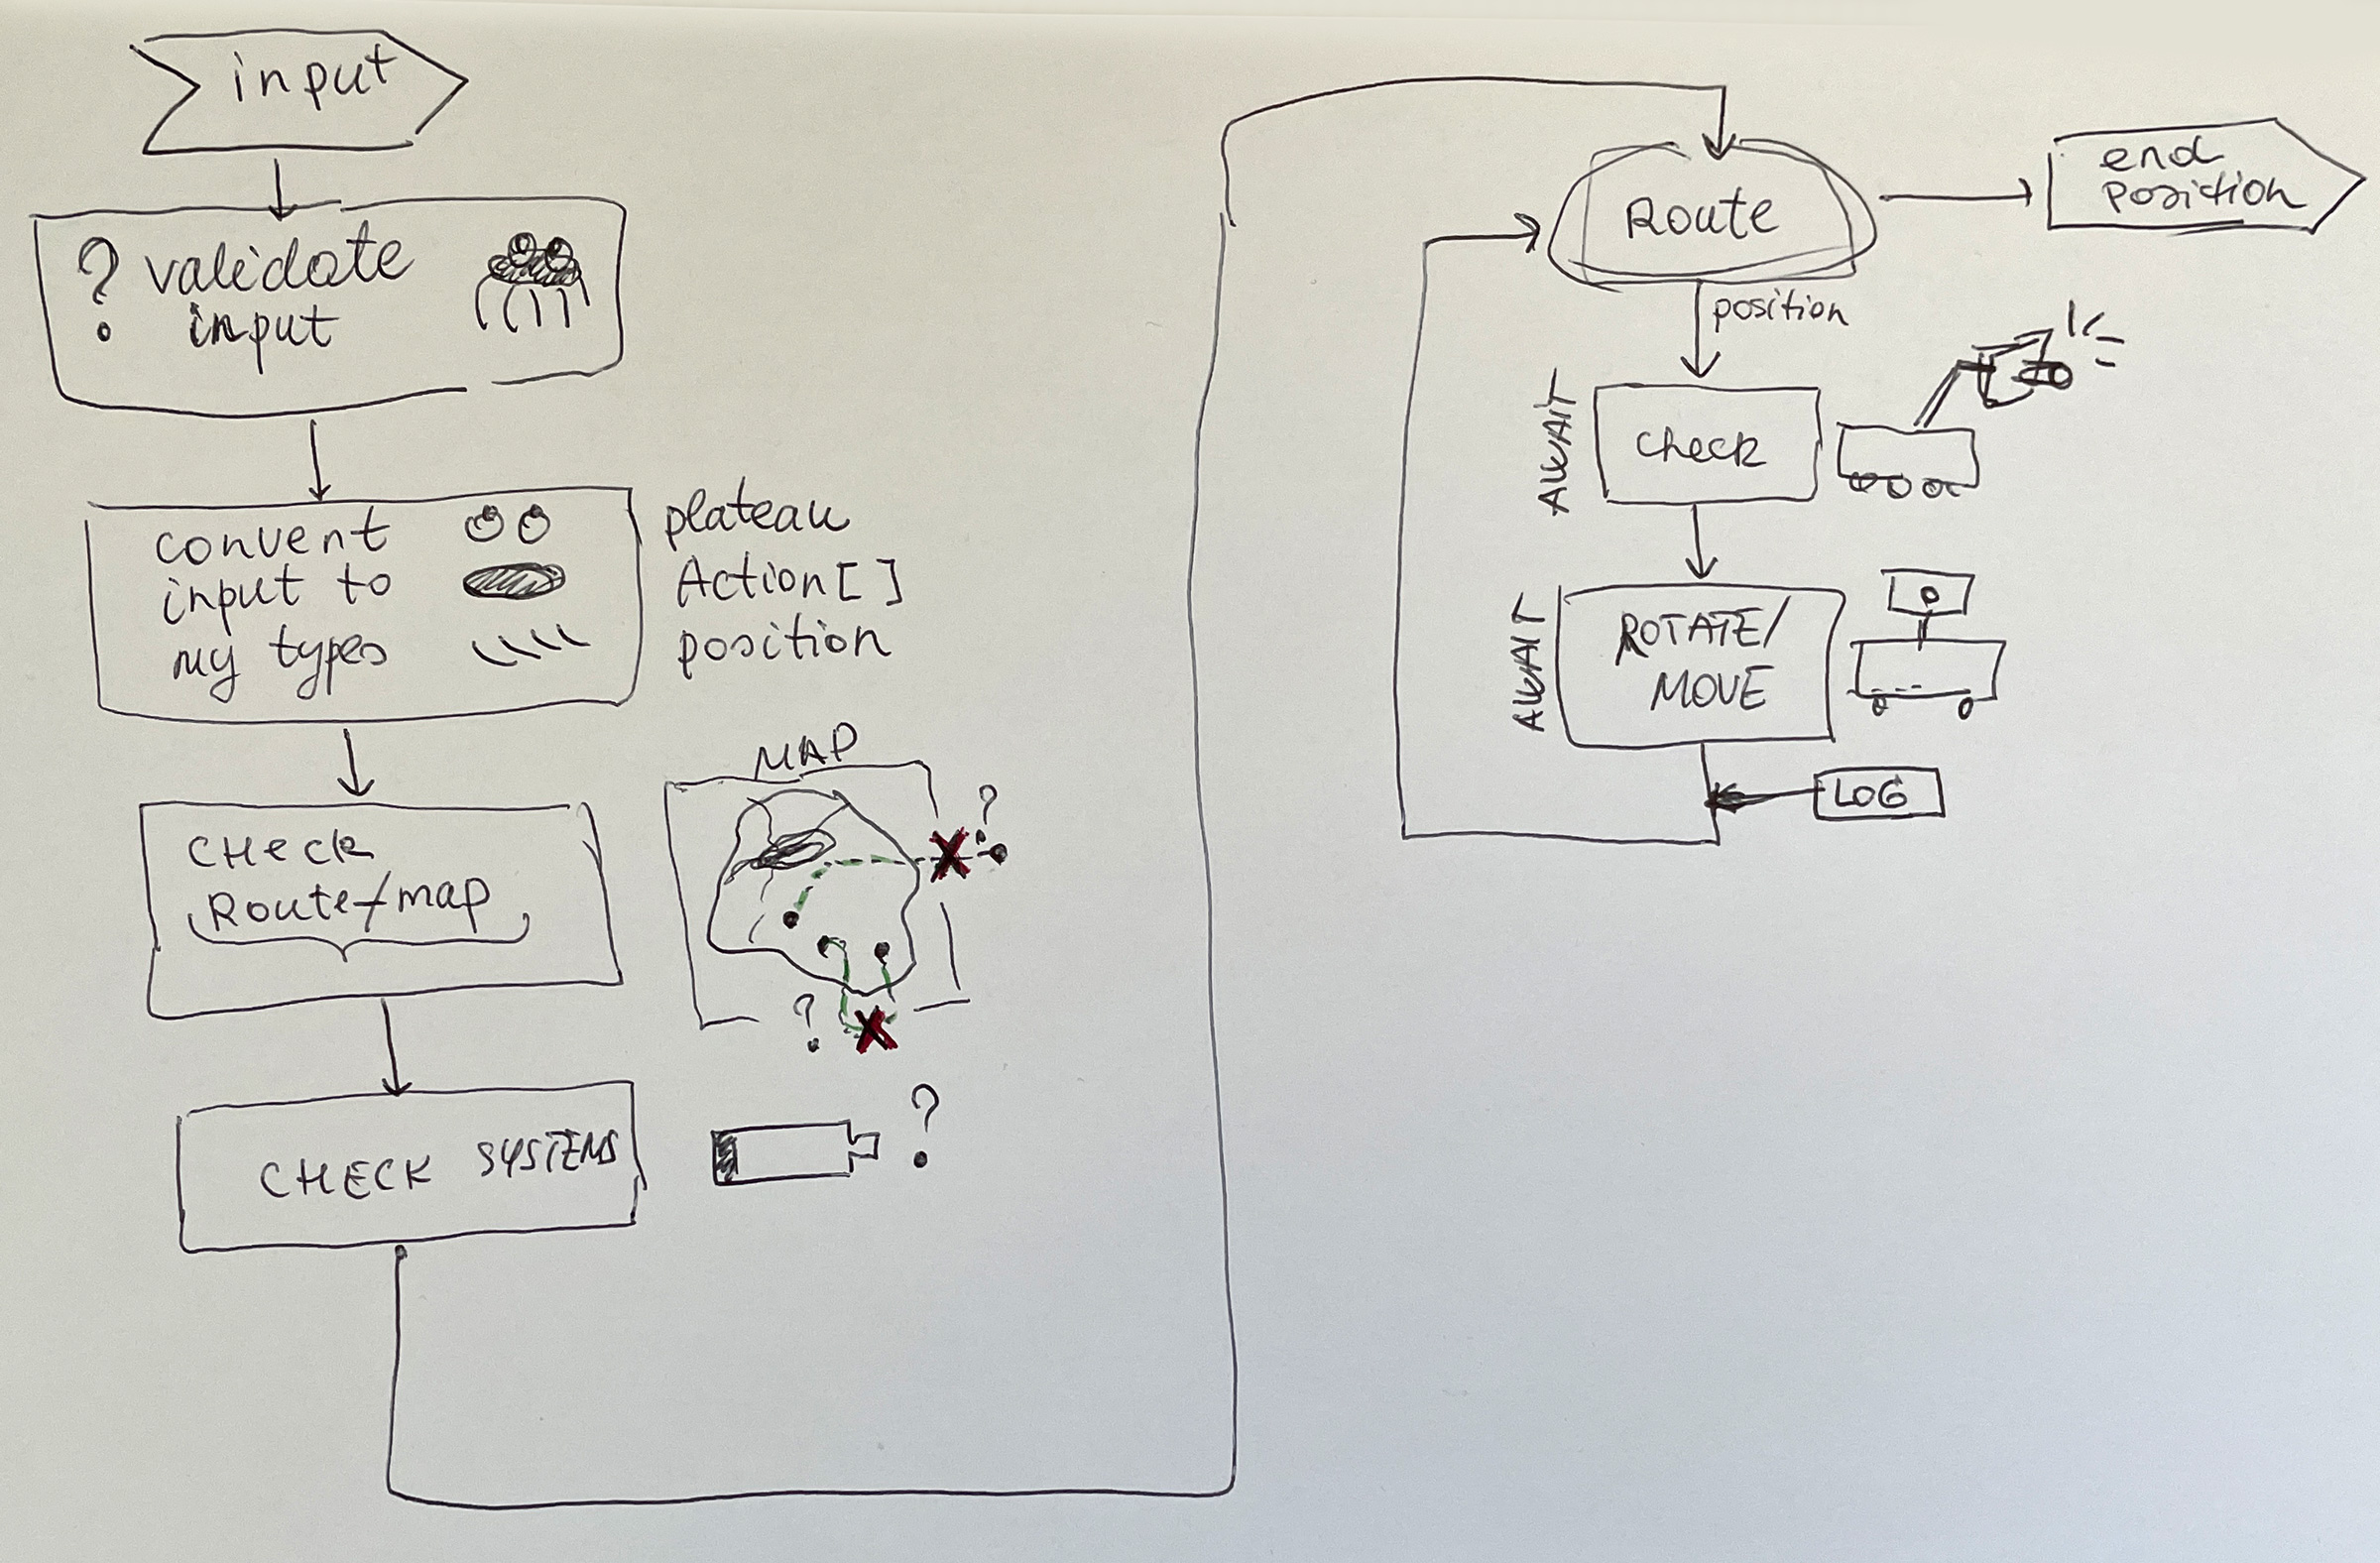 input
? validate
input
convent
input to
my types
plateau
Action[]
position
CHeck
Route/map
MAP
?
?
CHECK SYSTEMS
?
Route
end
position
position
AWAIT
check
AWAIT
ROTATE/
MOVE
LOG